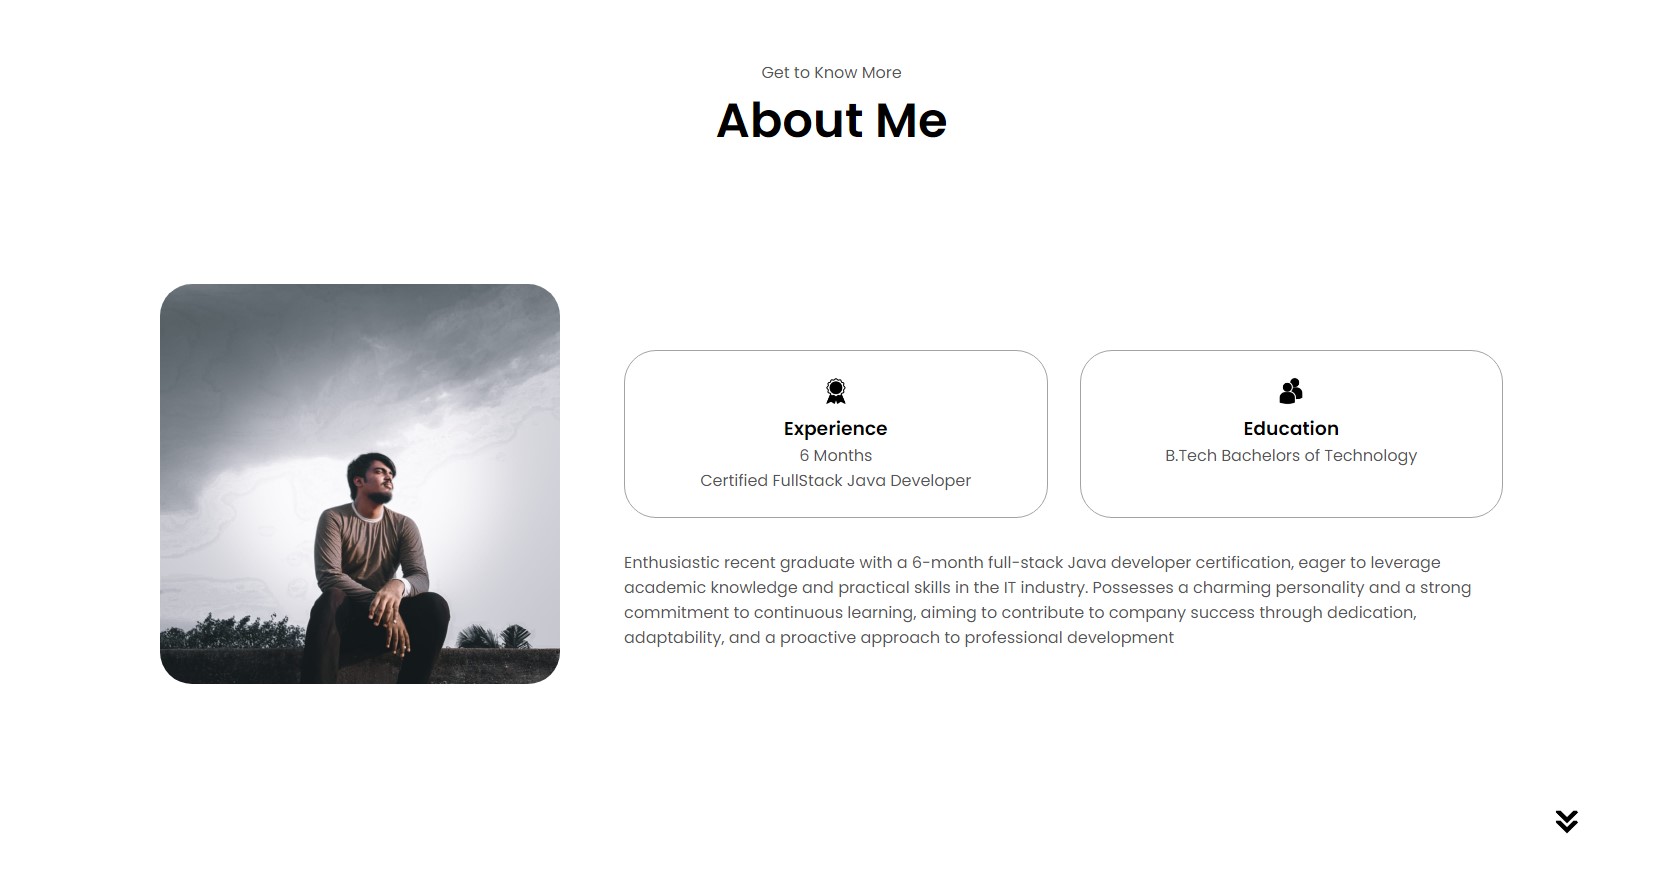 Get to Know More
About Me
Experience
6 Months
Certified FullStack Java Developer
Education
B.Tech Bachelors of Technology
Enthusiastic recent graduate with a 6-month full-stack Java developer certification, eager to leverage
academic knowledge and practical skills in the IT industry. Possesses a charming personality and a strong
commitment to continuous learning, aiming to contribute to company success through dedication,
adaptability, and a proactive approach to professional development